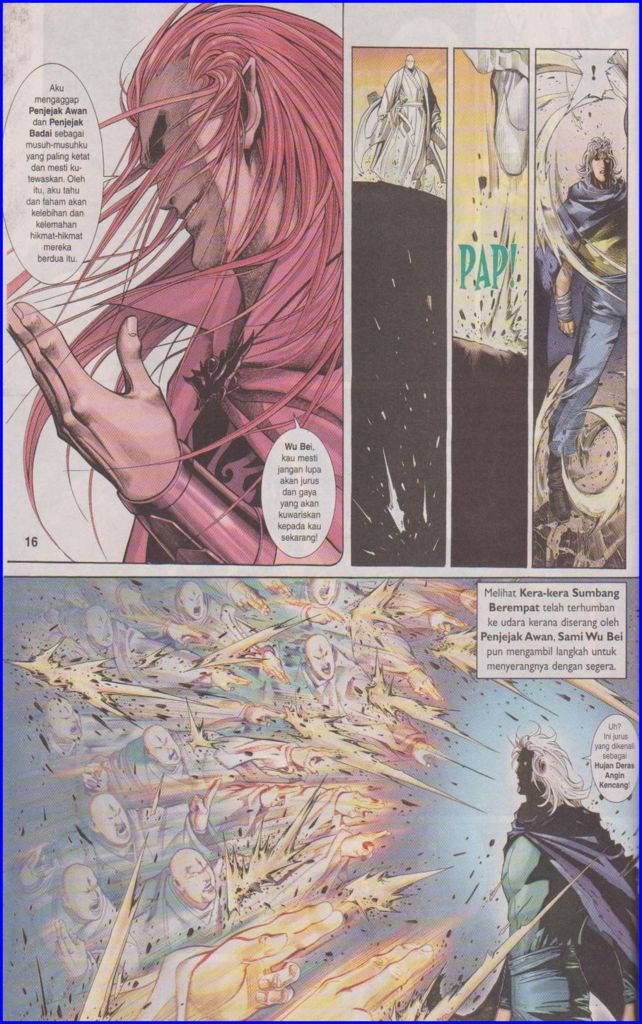 Aku
mengaggap
Penjejak Awan
dan Penjejak
Badai sebagai
musuh-musuhku
yang paling ketat
dan mesti ku-
tewaskan. Oleh
itu, aku tahu
dan faham akan
kelebihan dan
kelemahan
hikmat-hikmat
mereka
berdua itu.
Wu Bei,
kau mesti
jangan lupa
akan jurus
dan gaya
yang akan
kuwariskan
kepada kau
sekarang!
16
PAP!
!
Melihat Kera-kera Sumbang
Berempat telah terhumban
ke udara kerana diserang oleh
Penjejak Awan, Sami Wu Bei
pun mengambil langkah untuk
menyerangnya dengan segera.
Uh?
Ini jurus
yang dikenali
sebagai
Hujan Deras
Angin
Kencang!